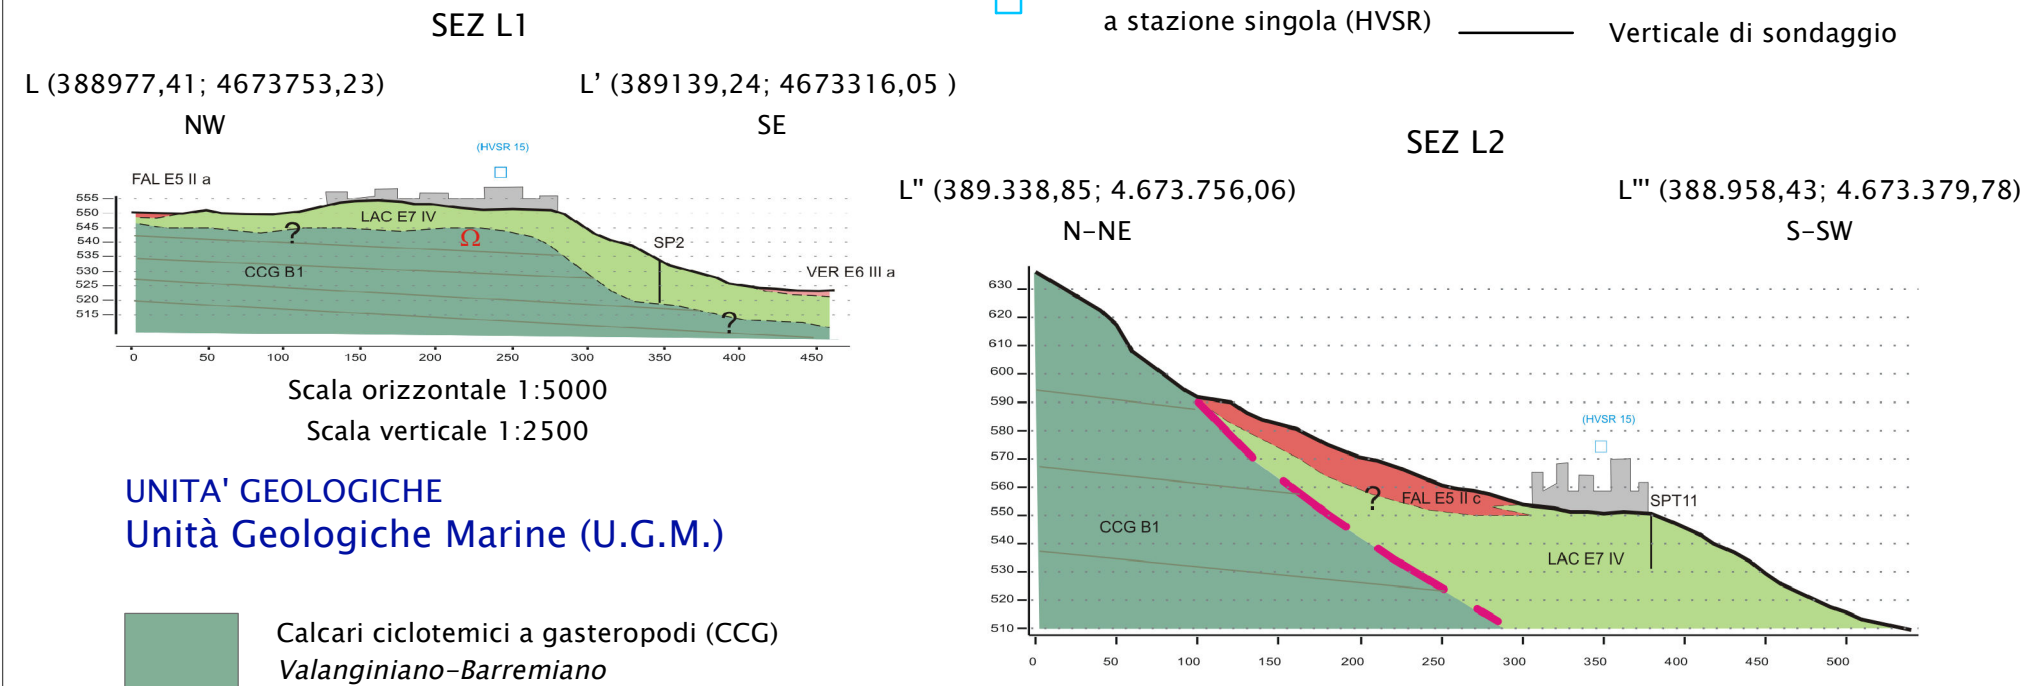 SEZ L1
L (388977,41; 4673753,23)
L' (389139,24; 4673316,05 )
NW
SE
(HVSR 15)
FAL E5 II a
555
550
545
540
535
530
525
520
515
LAC E7 IV
?
Ω
SP2
CCG B1
VER E6 III a
?
0 50 100 150 200 250 300 350 400 450
Scala orizzontale 1:5000
Scala verticale 1:2500
UNITA' GEOLOGICHE
Unità Geologiche Marine (U.G.M.)
Calcari ciclotemici a gasteropodi (CCG)
Valanginiano-Barremiano
a stazione singola (HVSR)
Verticale di sondaggio
SEZ L2
L" (389.338,85; 4.673.756,06)
L"' (388.958,43; 4.673.379,78)
N-NE
S-SW
630
620
610
600
590
580
570
560
550
540
530
520
510
(HVSR 15)
?
FAL E5 II c
SPT11
CCG B1
LAC E7 IV
0 50 100 150 200 250 300 350 400 450 500